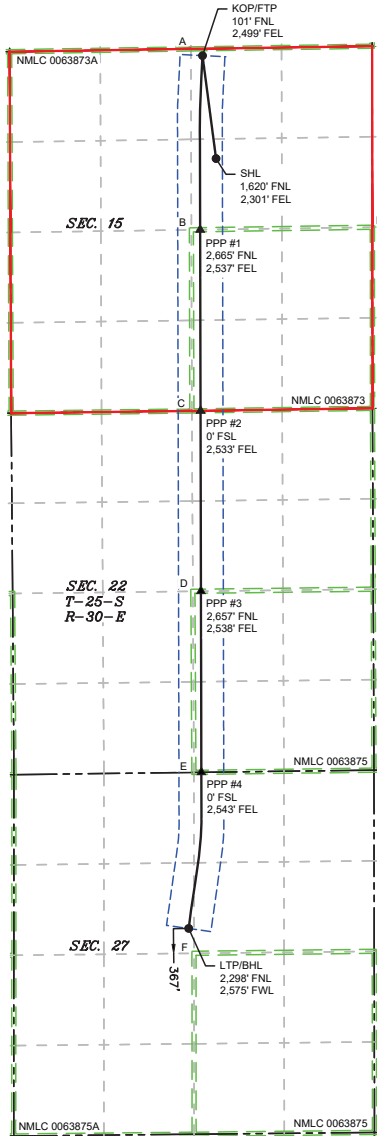 KOP/FTP
101' FNL
2,499' FEL
A
NMLC 0063873A
SHL
1,620' FNL
2,301' FEL
SEC. 15
B
PPP #1
2,665' FNL
2,537' FEL
C
NMLC 0063873
PPP #2
0' FSL
2,533' FEL
SEC. 22
T-25-S
R-30-E
D
PPP #3
2,657' FNL
2,538' FEL
E
NMLC 0063875
PPP #4
0' FSL
2,543' FEL
SEC. 27
F
367'
LTP/BHL
2,298' FNL
2,575' FWL
NMLC 0063875A
NMLC 0063875